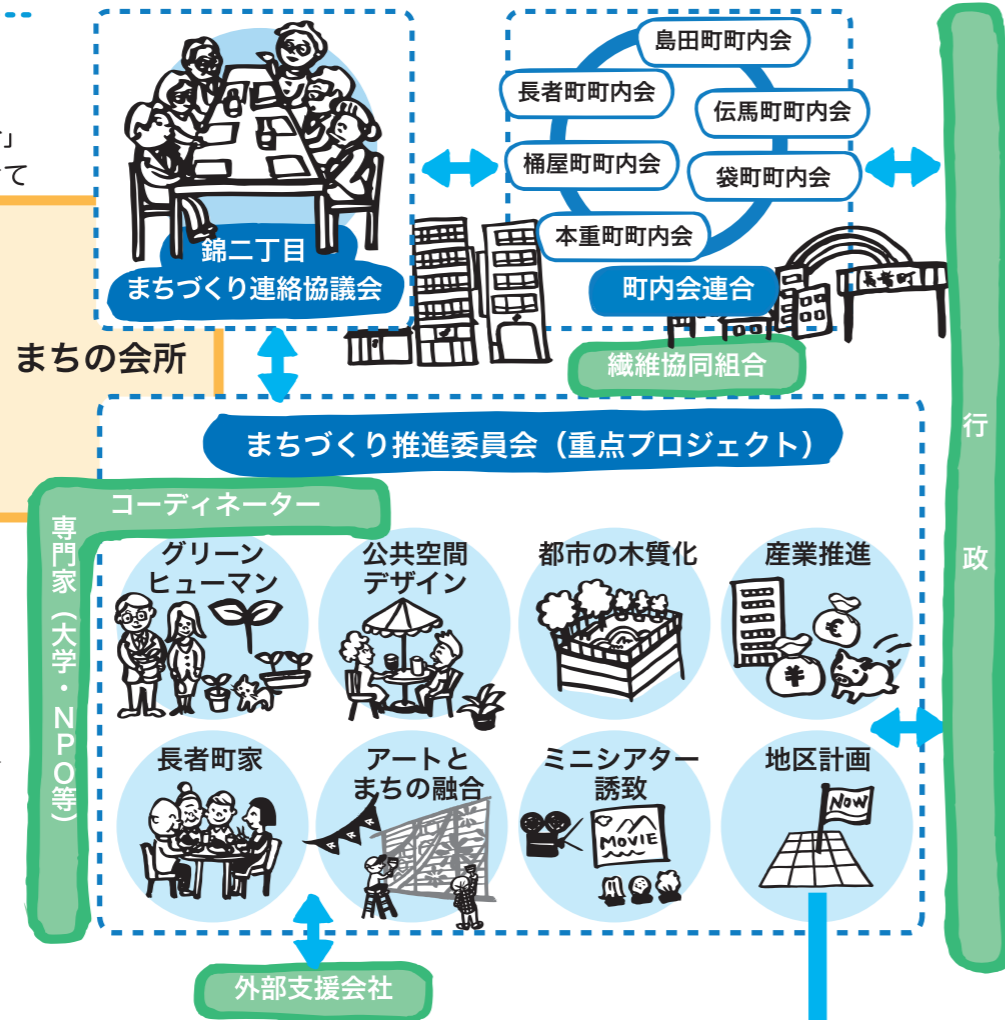 」
て
島田町町内会
長者町町内会
伝馬町町内会
桶屋町町内会
袋町町内会
本重町町内会
錦二丁目
まちづくり連絡協議会
町内会連合
長者町
繊維協同組合
まちの会所
行政
まちづくり推進委員会（重点プロジェクト）
コーディネーター
専門家（大学・NPO等）
グリーン
ヒューマン
公共空間
デザイン
都市の木質化
産業推進
€
¥
長者町家
アートと
まちの融合
ミニシアター
誘致
MOVIE
地区計画
NOW
外部支援会社